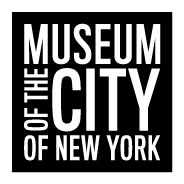 MUSEUM
OF THE
CITY
OF NEW YORK